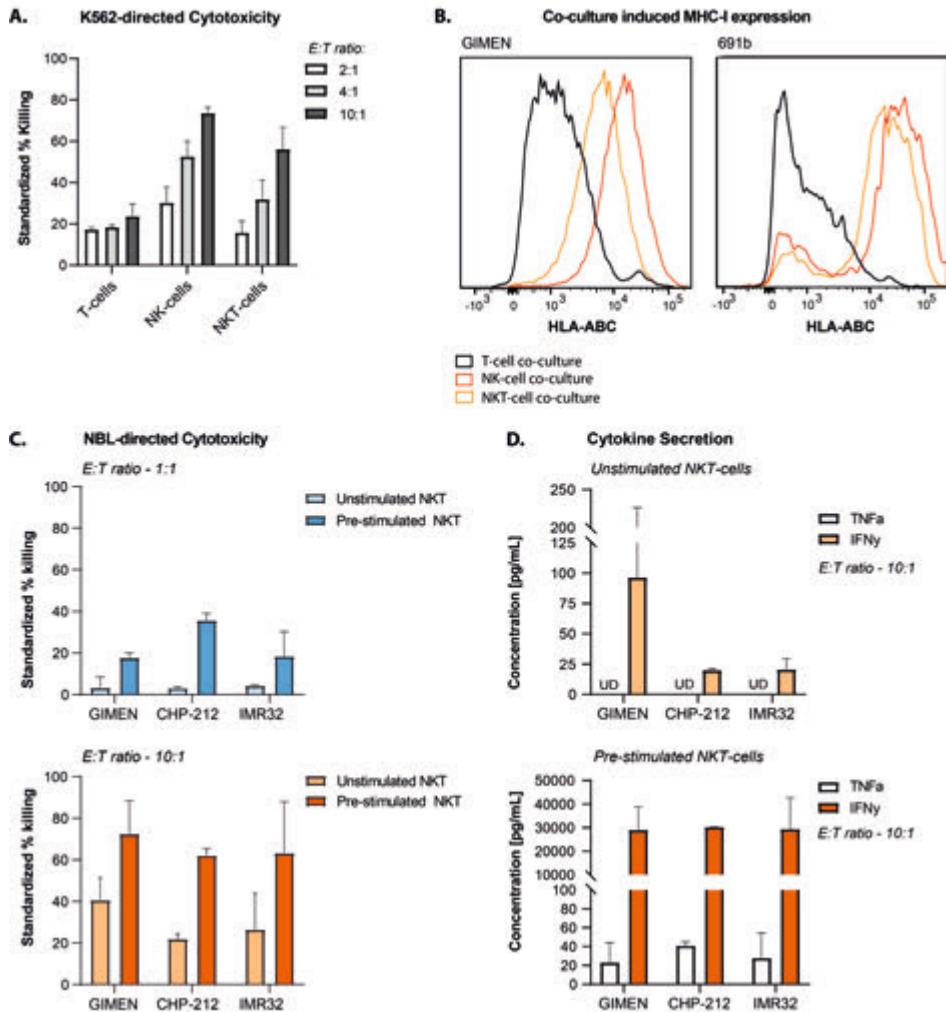 A. K562-directed Cytotoxicity
E:T ratio:
2:1
4:1
10:1
Standardized % Killing
100
80
60
40
20
0
T-cells
NK-cells
NKT-cells
B. Co-culture induced MHC-I expression
GIMEN
691b
-10³ 0 10³ 10⁴ 10⁵
-10³ 0 10³ 10⁴ 10⁵
HLA-ABC
HLA-ABC
T-cell co-culture
NK-cell co-culture
NKT-cell co-culture
C. NBL-directed Cytotoxicity
E:T ratio - 1:1
Unstimulated NKT
Pre-stimulated NKT
Standardized % killing
100
80
60
40
20
0
GIMEN CHP-212 IMR32
E:T ratio - 10:1
Unstimulated NKT
Pre-stimulated NKT
Standardized % killing
100
80
60
40
20
0
GIMEN CHP-212 IMR32
D. Cytokine Secretion
Unstimulated NKT-cells
TNFa
IFNy
E:T ratio - 10:1
Concentration [pg/mL]
250
200
125
100
75
50
25
0
UD UD UD
GIMEN CHP-212 IMR32
Pre-stimulated NKT-cells
TNFa
IFNy
E:T ratio - 10:1
Concentration [pg/mL]
50000
40000
30000
20000
10000
100
80
60
40
20
0
GIMEN CHP-212 IMR32